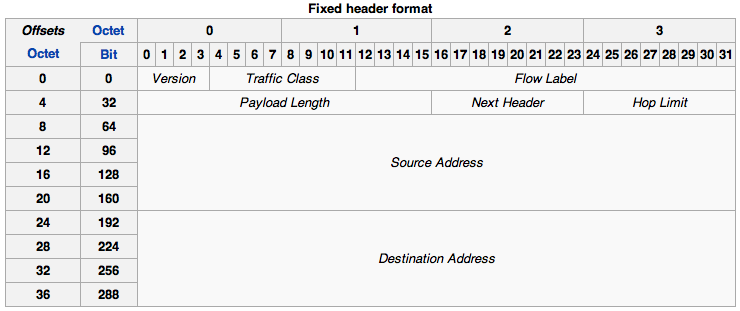 Fixed header format
Offsets Octet 0 1 2 3
Octet Bit 0 1 2 3 4 5 6 7 8 9 10 11 12 13 14 15 16 17 18 19 20 21 22 23 24 25 26 27 28 29 30 31
0 0 Version Traffic Class Flow Label
4 32 Payload Length Next Header Hop Limit
8 64
12 96
Source Address
16 128
20 160
24 192
28 224
Destination Address
32 256
36 288